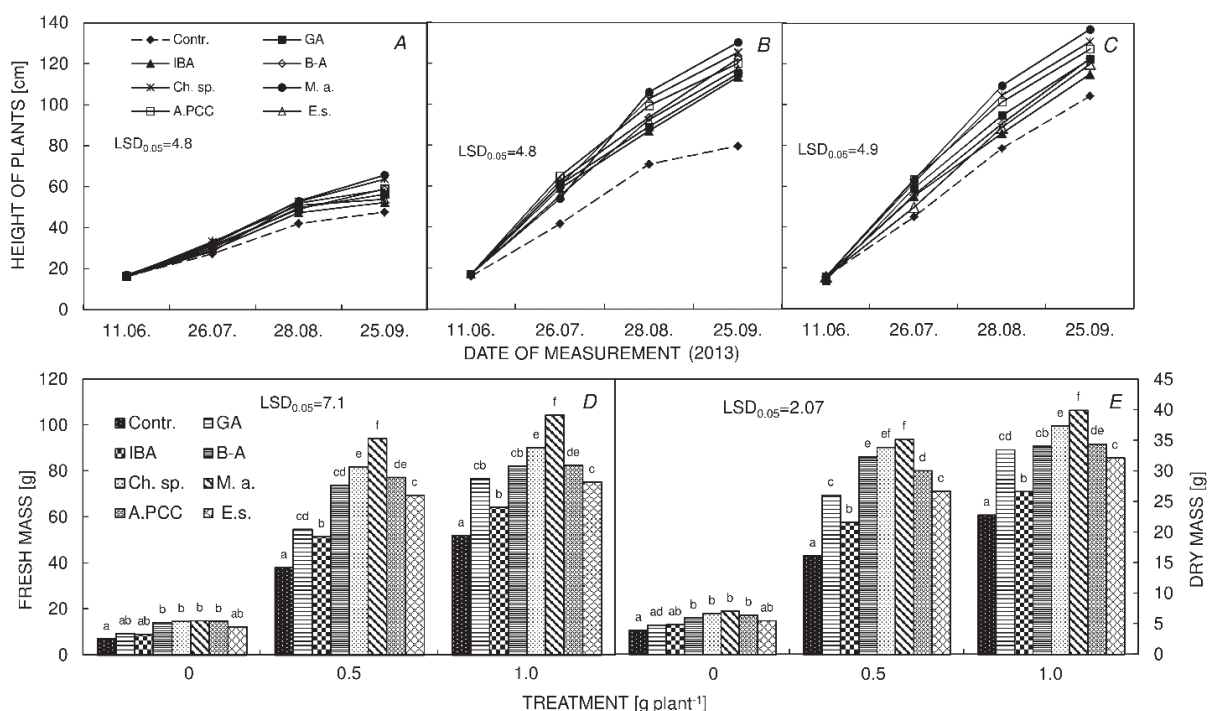 140
120
100
80
60
40
20
0
HEIGHT OF PLANTS [cm]
Contr.
GA
IBA
B-A
Ch. sp.
M. a.
A.PCC
E.s.
A
LSD0.05=4.8
B
LSD0.05=4.8
C
LSD0.05=4.9
11.06. 26.07. 28.08. 25.09. 11.06. 26.07. 28.08. 25.09. 11.06. 26.07. 28.08. 25.09.
DATE OF MEASUREMENT (2013)
120
100
80
60
40
20
0
FRESH MASS [g]
LSD0.05=7.1
D
Contr.
GA
IBA
B-A
Ch. sp.
M. a.
A.PCC
E.s.
a ab ab b b b b ab
a cd b cd e f de c
a cb b cb e f de c
LSD0.05=2.07
E
a ad ab b b b b ab
a c b e ef f d c
a cd b cb e f de c
45
40
35
30
25
20
15
10
5
0
DRY MASS [g]
0 0.5 1.0 0 0.5 1.0
TREATMENT [g plant-1]